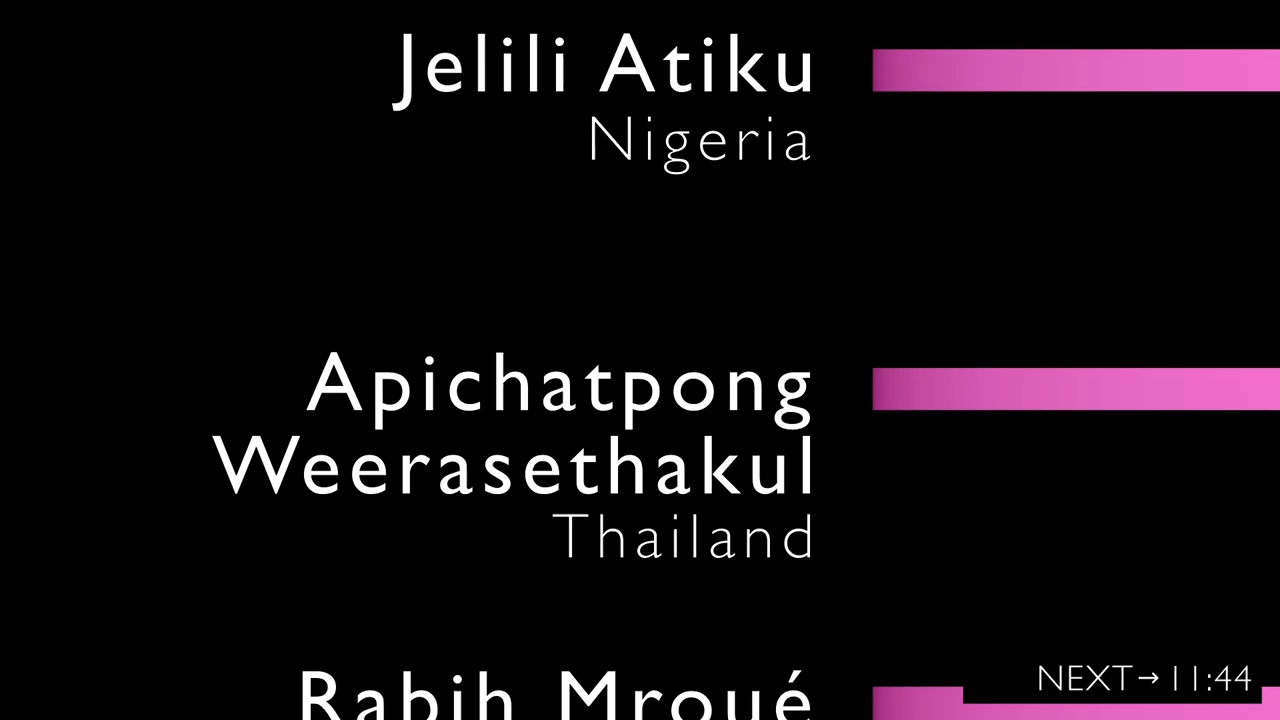 Jelili Atiku
Nigeria
Apichatpong
Weerasethakul
Thailand
Rabih Mroué
NEXT→11:44